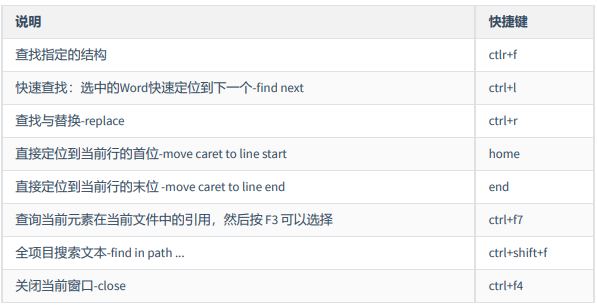 说明 快捷键
查找指定的结构 ctlr+f
快速查找：选中的Word快速定位到下一个-find next ctrl+l
查找与替换-replace ctrl+r
直接定位到当前行的首位-move caret to line start home
直接定位到当前行的末位 -move caret to line end end
查询当前元素在当前文件中的引用，然后按 F3 可以选择 ctrl+f7
全项目搜索文本-find in path ... ctrl+shift+f
关闭当前窗口-close ctrl+f4